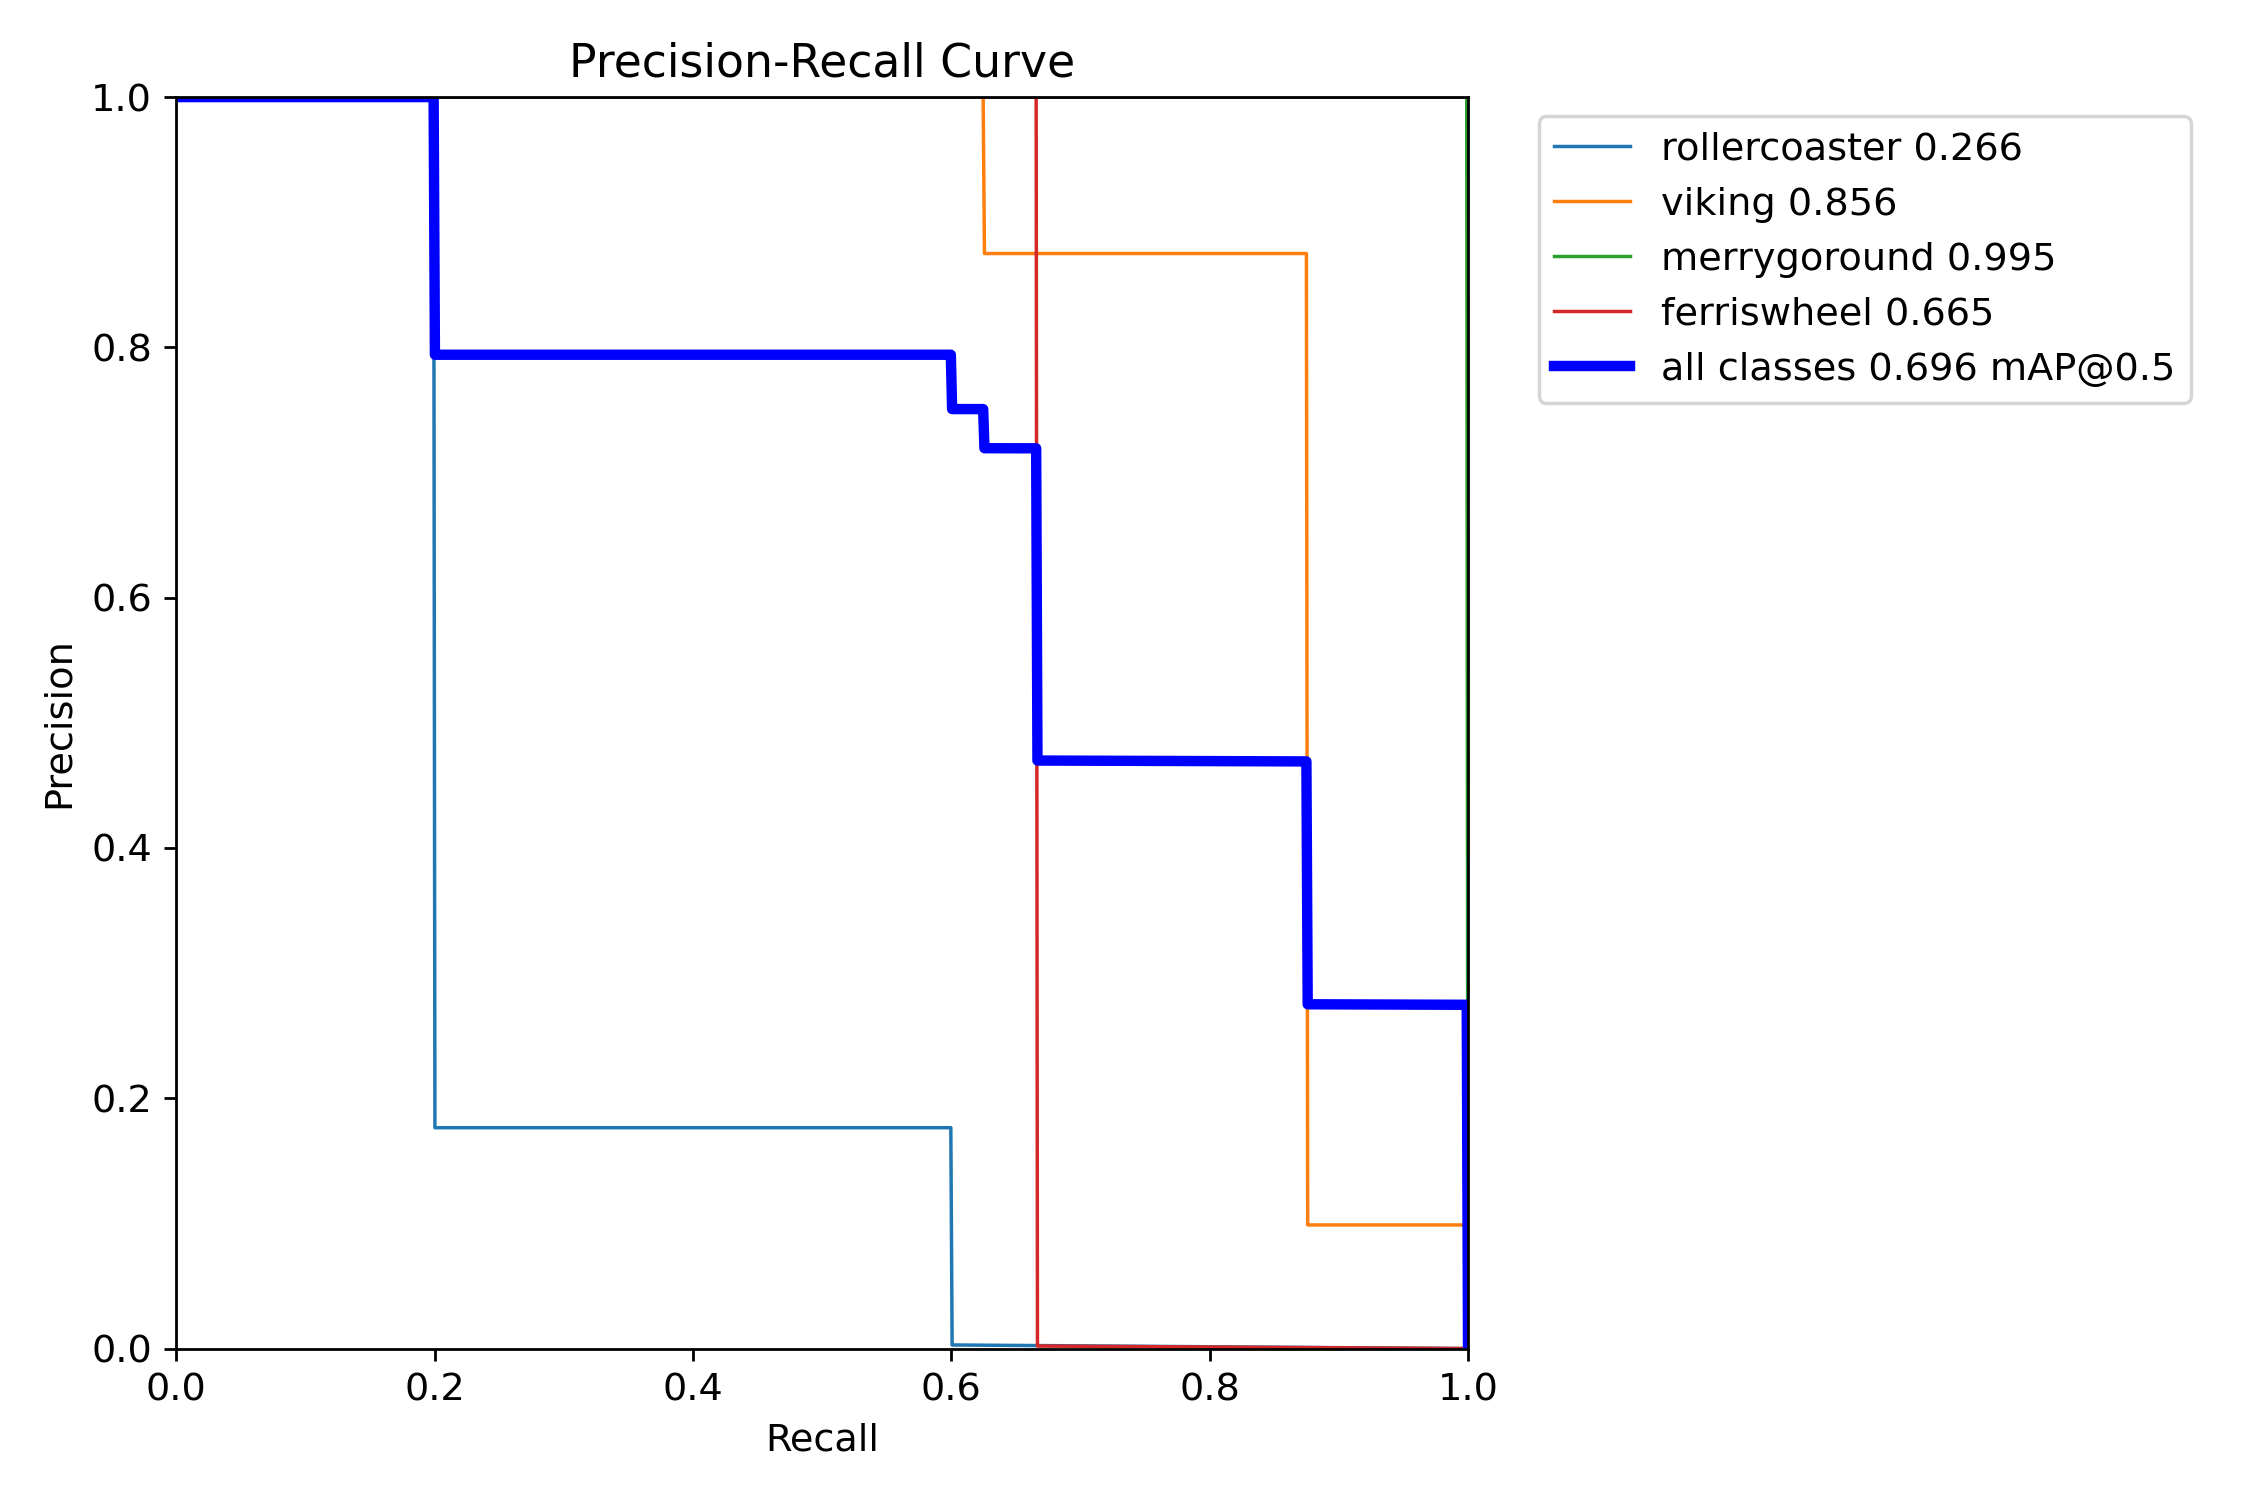 Precision-Recall Curve
1.0
0.8
0.6
0.4
0.2
0.0
Precision
0.0 0.2 0.4 0.6 0.8 1.0
Recall
rollercoaster 0.266
viking 0.856
merrygoround 0.995
ferriswheel 0.665
all classes 0.696 mAP@0.5